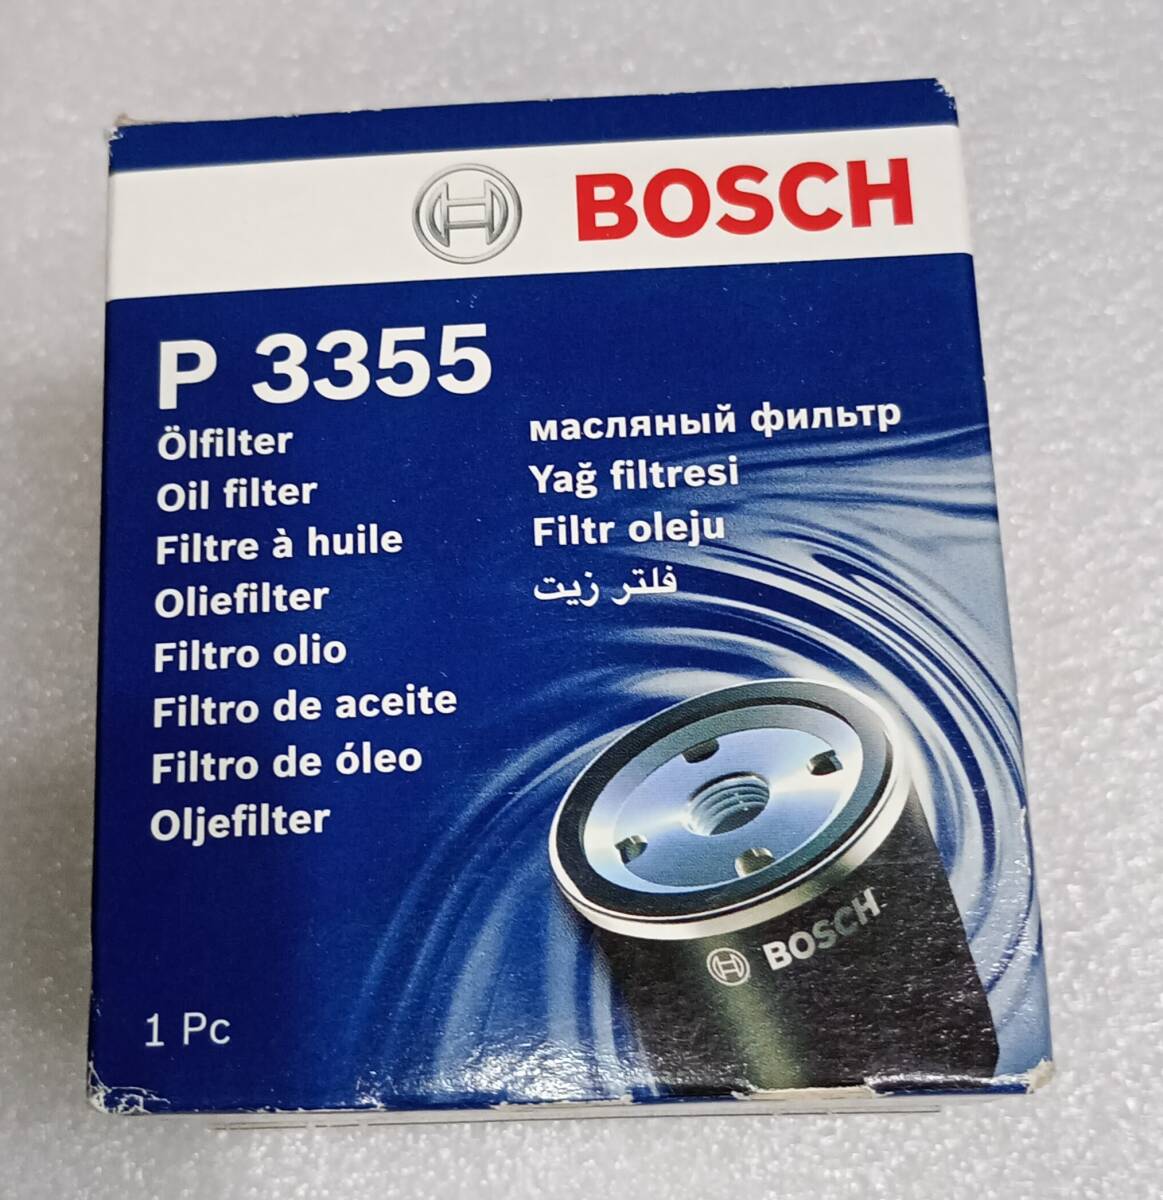 BOSCH
P 3355
Ölfilter
Oil filter
Filtre à huile
Oliefilter
Filtro olio
Filtro de aceite
Filtro de óleo
Oljefilter
масляный фильтр
Yağ filtresi
Filtr oleju
فلتر زيت
BOSCH
1 Pc